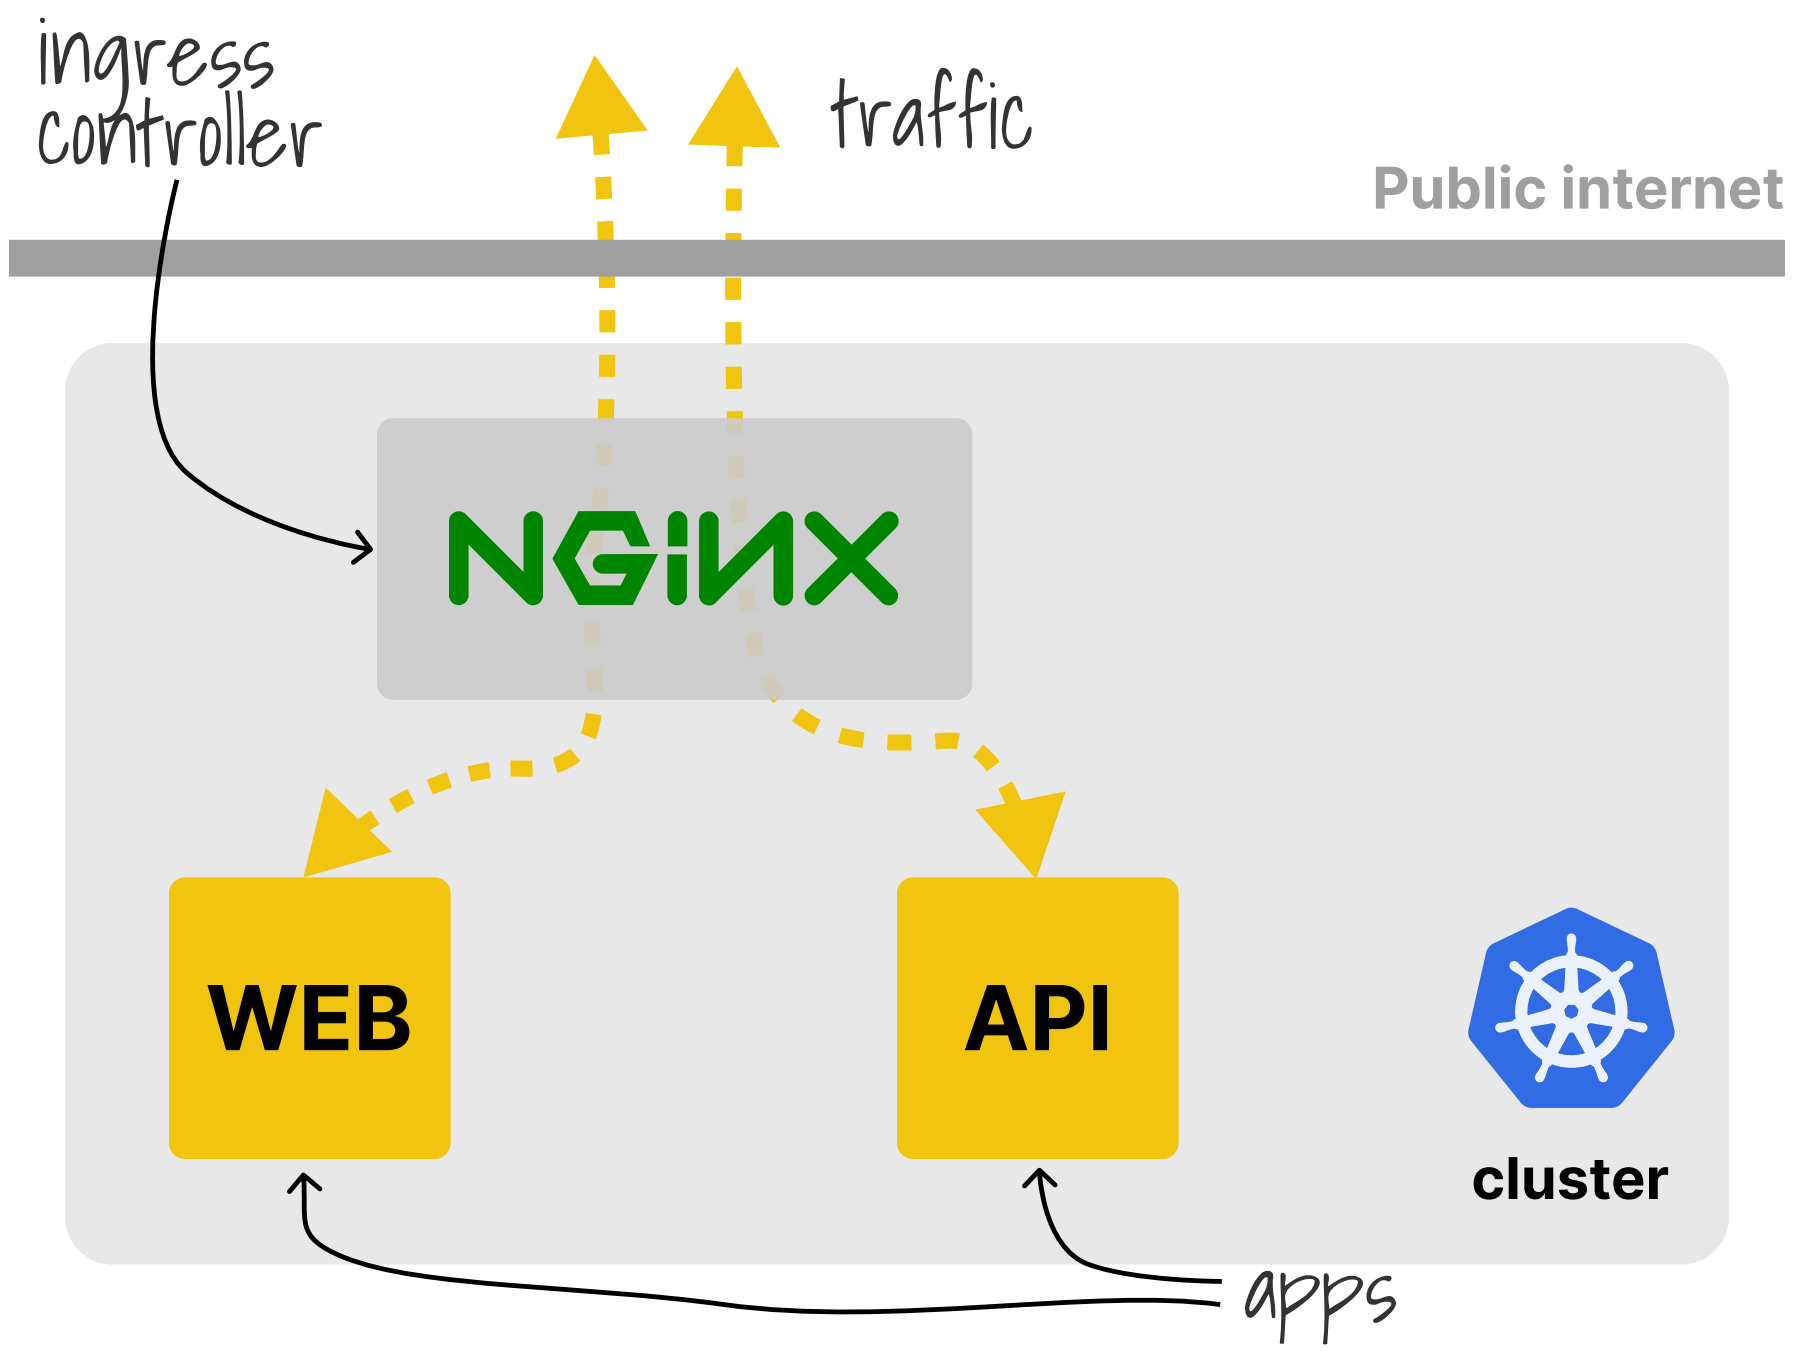 ingress
controller
traffic
Public internet
NGINX
WEB
API
cluster
apps